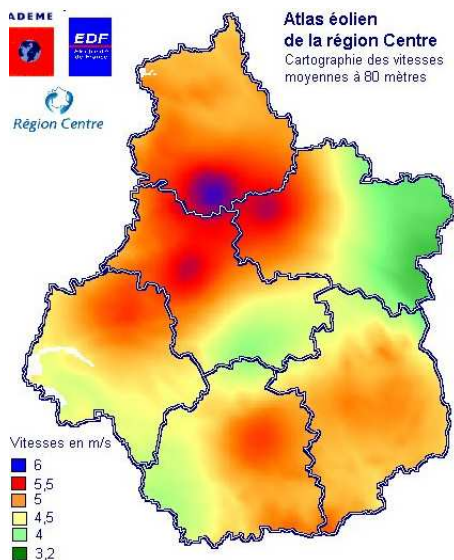 ADEME
EDF
Région Centre
Atlas éolien
de la région Centre
Cartographie des vitesses
moyennes à 80 mètres
Vitesses en m/s
6
5,5
5
4,5
4
3,2